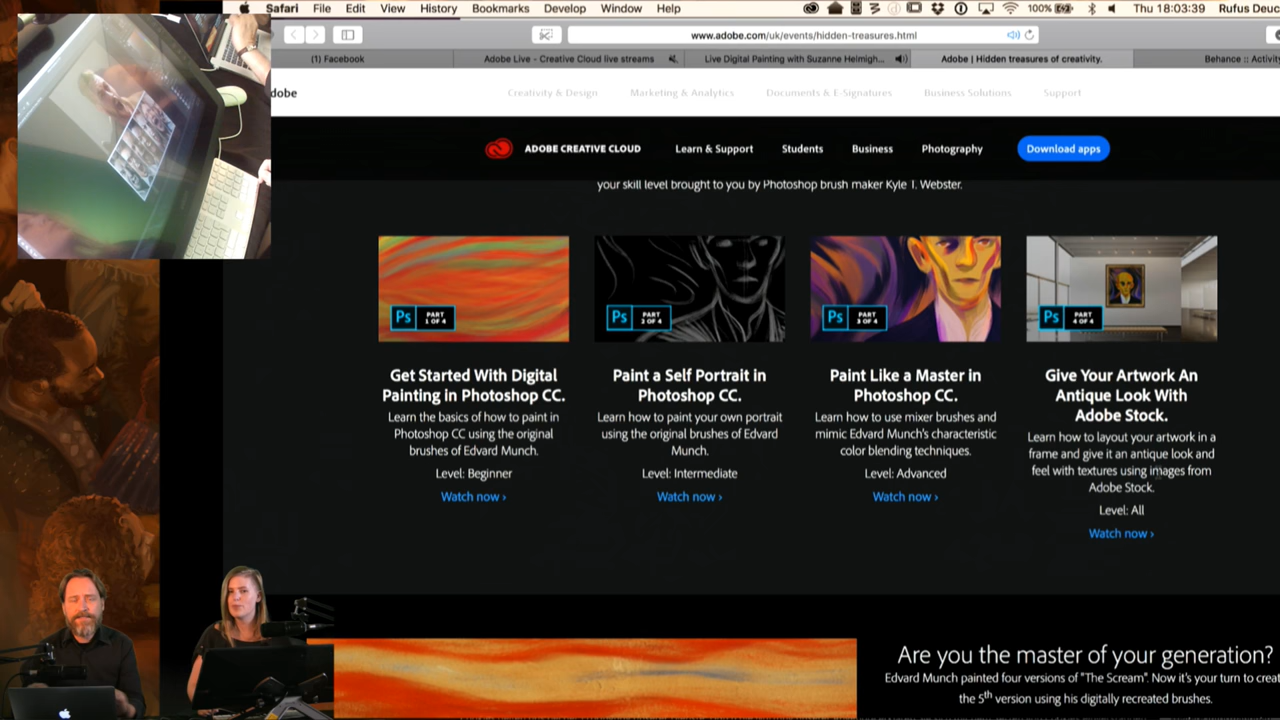 Safari File Edit View History Bookmarks Develop Window Help 100% Thu 18:03:39 Rufus Deuc
www.adobe.com/uk/events/hidden-treasures.html
(1) Facebook Adobe Live - Creative Cloud live streams Live Digital Painting with Suzanne Helmigh... Adobe | Hidden treasures of creativity. Behance :: Activity
dobe Creativity & Design Marketing & Analytics Documents & E-Signatures Business Solutions Support
ADOBE CREATIVE CLOUD Learn & Support Students Business Photography Download apps
your skill level brought to you by Photoshop brush maker Kyle T. Webster.
Ps PART 1 OF 4
Get Started With Digital
Painting in Photoshop CC.
Learn the basics of how to paint in
Photoshop CC using the original
brushes of Edvard Munch.
Level: Beginner
Watch now ›
Ps PART 2 OF 4
Paint a Self Portrait in
Photoshop CC.
Learn how to paint your own portrait
using the original brushes of Edvard
Munch.
Level: Intermediate
Watch now ›
Ps PART 3 OF 4
Paint Like a Master in
Photoshop CC.
Learn how to use mixer brushes and
mimic Edvard Munch's characteristic
color blending techniques.
Level: Advanced
Watch now ›
Ps PART 4 OF 4
Give Your Artwork An
Antique Look With
Adobe Stock.
Learn how to layout your artwork in a
frame and give it an antique look and
feel with textures using images from
Adobe Stock.
Level: All
Watch now ›
Are you the master of your generation?
Edvard Munch painted four versions of "The Scream". Now it's your turn to creat
the 5th version using his digitally recreated brushes.